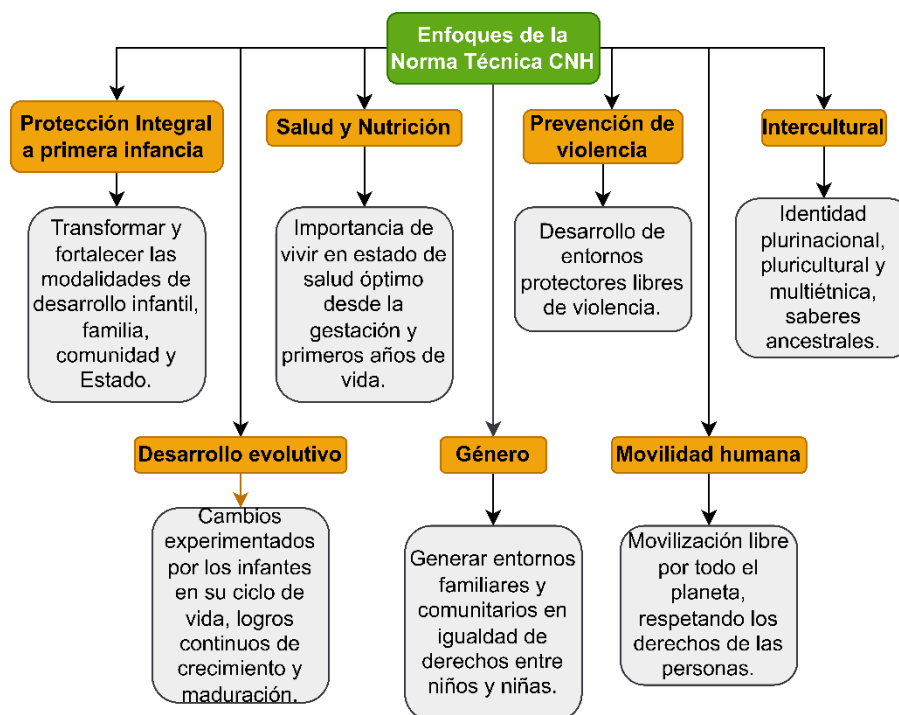 Enfoques de la
Norma Técnica CNH
Protección Integral
a primera infancia
Salud y Nutrición
Prevención de
violencia
Intercultural
Transformar y
fortalecer las
modalidades de
desarrollo infantil,
familia,
comunidad y
Estado.
Importancia de
vivir en estado de
salud óptimo
desde la
gestación y
primeros años de
vida.
Desarrollo de
entornos
protectores libres
de violencia.
Identidad
plurinacional,
pluricultural y
multiétnica,
saberes
ancestrales.
Desarrollo evolutivo
Género
Movilidad humana
Cambios
experimentados
por los infantes
en su ciclo de
vida, logros
continuos de
crecimiento y
maduración.
Generar entornos
familiares y
comunitarios en
igualdad de
derechos entre
niños y niñas.
Movilización libre
por todo el
planeta,
respetando los
derechos de las
personas.